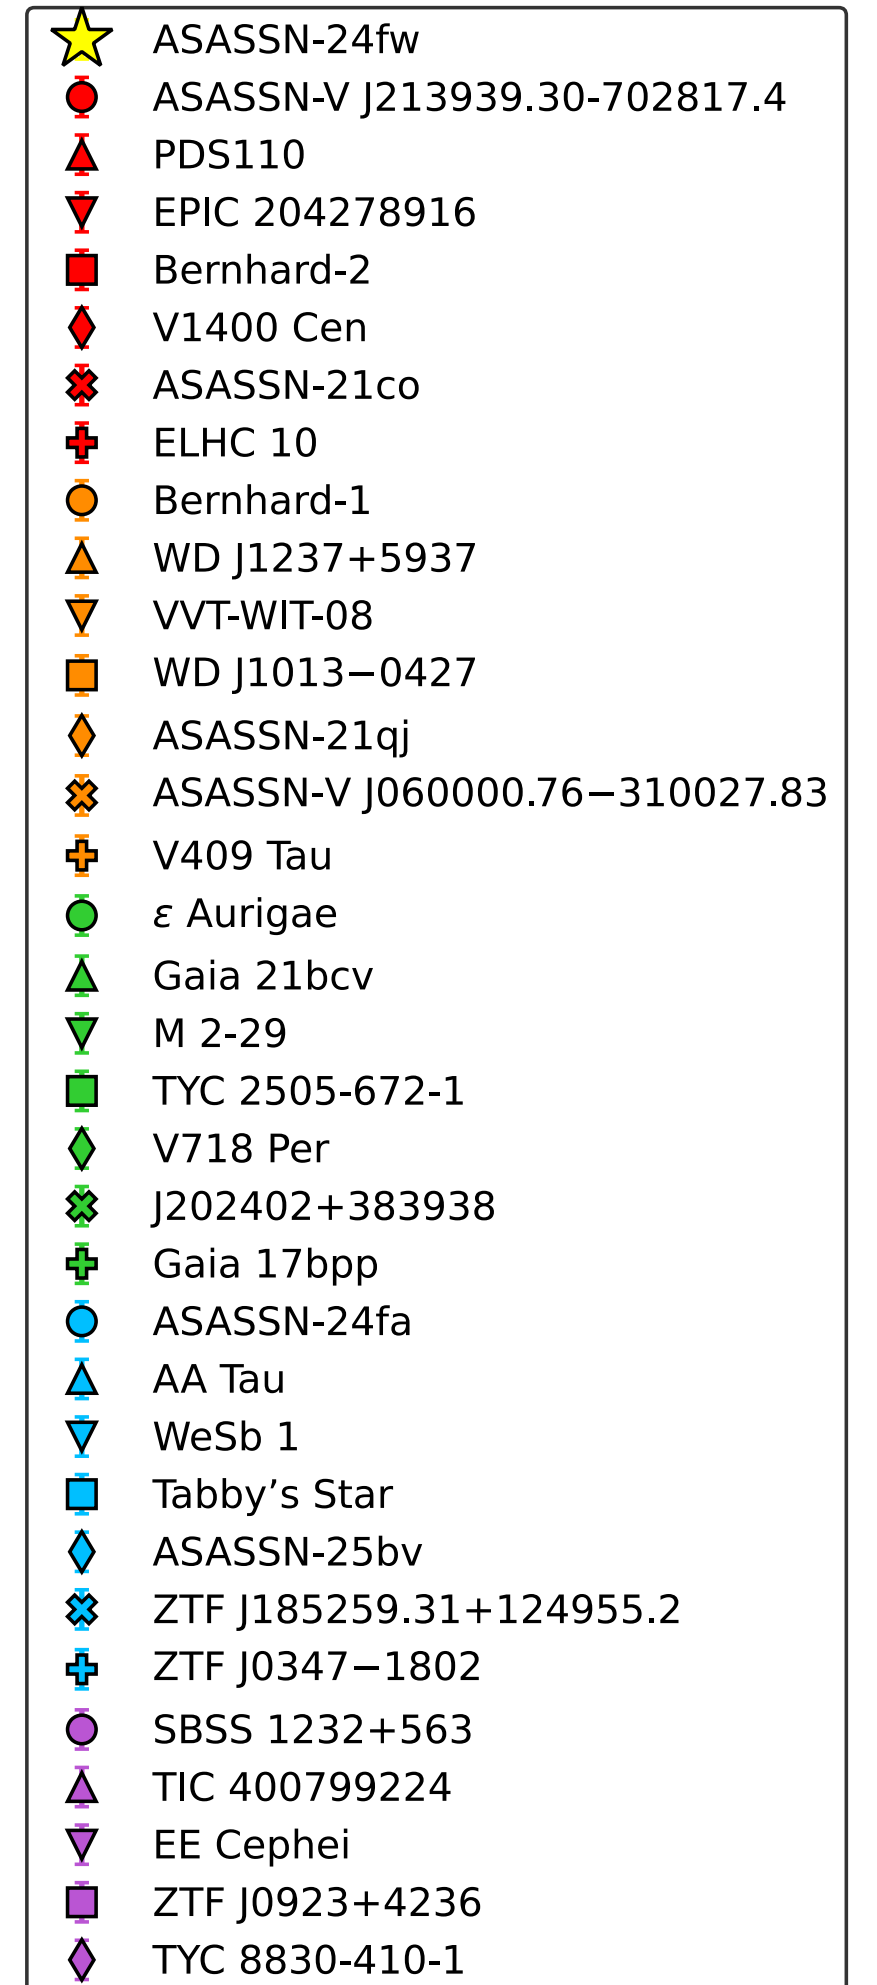 ASASSN-24fw
ASASSN-V J213939.30-702817.4
PDS110
EPIC 204278916
Bernhard-2
V1400 Cen
ASASSN-21co
ELHC 10
Bernhard-1
WD J1237+5937
VVT-WIT-08
WD J1013−0427
ASASSN-21qj
ASASSN-V J060000.76−310027.83
V409 Tau
ε Aurigae
Gaia 21bcv
M 2-29
TYC 2505-672-1
V718 Per
J202402+383938
Gaia 17bpp
ASASSN-24fa
AA Tau
WeSb 1
Tabby’s Star
ASASSN-25bv
ZTF J185259.31+124955.2
ZTF J0347−1802
SBSS 1232+563
TIC 400799224
EE Cephei
ZTF J0923+4236
TYC 8830-410-1